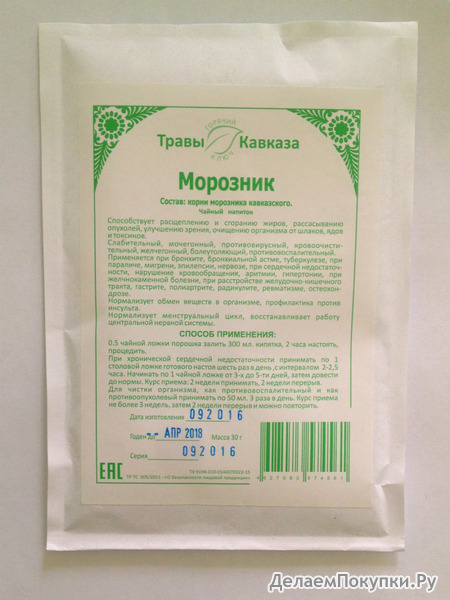 ГОРЯЧИЙ
Травы Кавказа
КЛЮЧ
Морозник
Состав: корни морозника кавказского.
Чайный напиток
Способствует расщеплению и сгоранию жиров, рассасыванию
опухолей, улучшению зрения, очищению организма от шлаков, ядов
и токсиков.
Слабительный, мочегонный, противовирусный, кровоочисти-
тельный, желчегонный, болеутоляющий, противовоспалительный.
Применяется при бронхите, бронхиальной астме, туберкулезе, при
параличе, мигрени, эпилепсии, неврозе, при сердечной недостаточ-
ности, нарушение кровообращения, аритмии, гипертонии, при
желчнокаменной болезни, при расстройстве желудочно-кишечного
тракта, гастрите, полиартрите, радикулите, ревматизме, остеохон-
дрозе.
Нормализует обмен веществ в организме, профилактика против
инсульта.
Нормализует менструальный цикл, восстанавливает работу
центральной нервной системы.
СПОСОБ ПРИМЕНЕНИЯ:
0.5 чайной ложки порошка залить 300 мл. кипятка, 2 часа настоять,
процедить.
При хронической сердечной недостаточности принимать по 1
столовой ложке готового настоя шесть раз в день ,с интервалом 2-2,5
часа. Начинать по 1 чайной ложке от 3-х до 5-ти дней, затем довести
до нормы. Курс приема: 2 недели принимать, 2 недели перерыв.
Для чистки организма, как противовоспалительный и как
противоопухолевый принимать по 50 мл. 3 раза в день. Курс приема
не более 3 недель, затем 2 недели перерыв и можно повторить.
Дата изготовления 092016
Годен до АПР 2018 Масса 30 г
Серия 092016
EAC
ДелаемПокупки.Ру